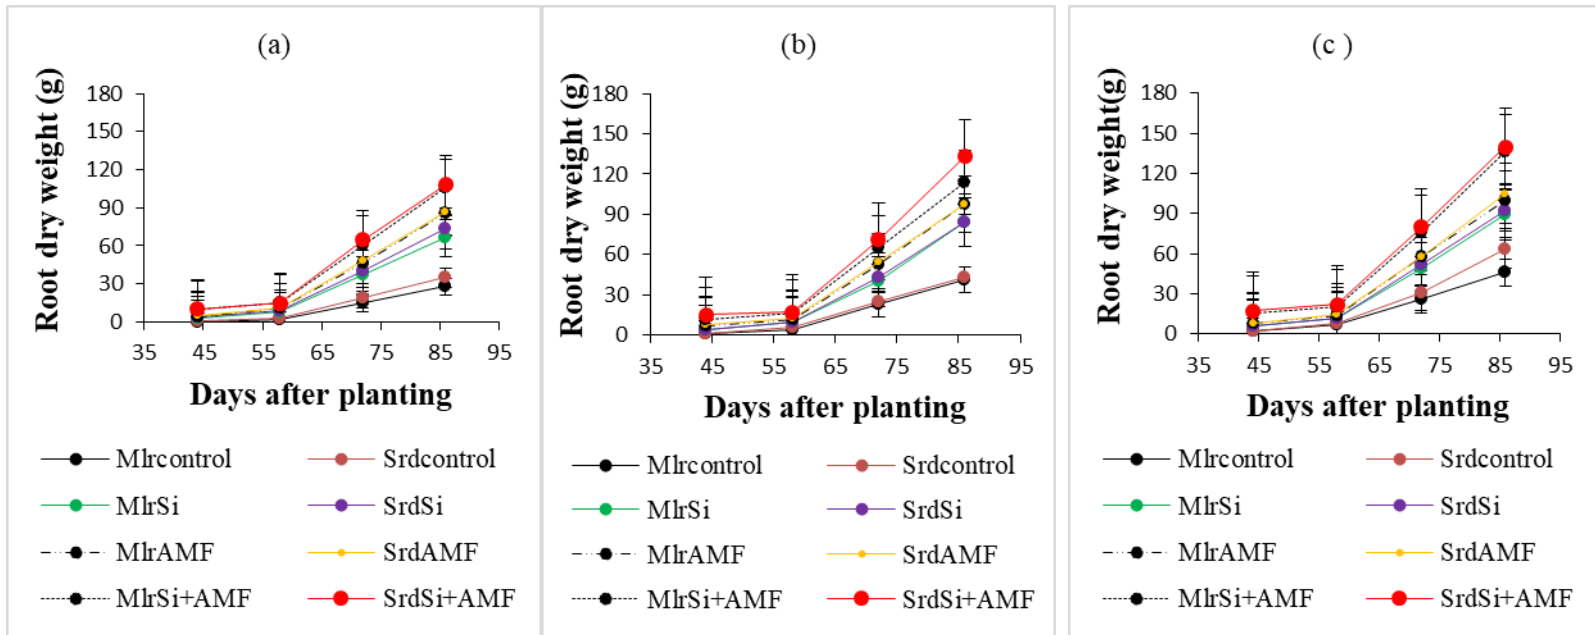 (a)
Root dry weight (g)
180
150
120
90
60
30
0
35 45 55 65 75 85 95
Days after planting
Mlrcontrol Srdcontrol
MlrSi SrdSi
MlrAMF SrdAMF
MlrSi+AMF SrdSi+AMF
(b)
Root dry weight (g)
180
150
120
90
60
30
0
35 45 55 65 75 85 95
Days after planting
Mlrcontrol Srdcontrol
MlrSi SrdSi
MlrAMF SrdAMF
MlrSi+AMF SrdSi+AMF
(c )
Root dry weight(g)
180
150
120
90
60
30
0
35 45 55 65 75 85 95
Days after planting
Mlrcontrol Srdcontrol
MlrSi SrdSi
MlrAMF SrdAMF
MlrSi+AMF SrdSi+AMF